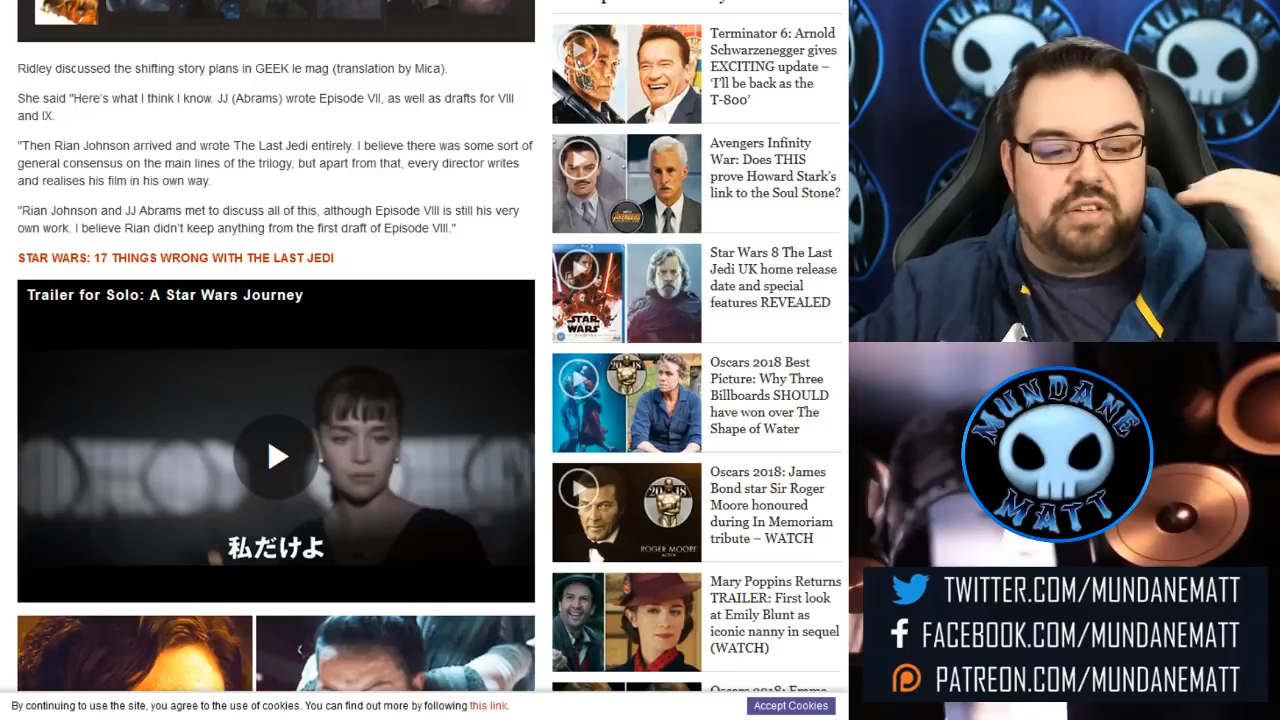 Ridley discussed the shifting story plans in GEEK le mag (translation by Mica).
She said "Here's what I think I know. JJ (Abrams) wrote Episode VII, as well as drafts for VIII
and IX.
"Then Rian Johnson arrived and wrote The Last Jedi entirely. I believe there was some sort of
general consensus on the main lines of the trilogy, but apart from that, every director writes
and realises his film in his own way.
"Rian Johnson and JJ Abrams met to discuss all of this, although Episode VIII is still his very
own work. I believe Rian didn't keep anything from the first draft of Episode VIII."
STAR WARS: 17 THINGS WRONG WITH THE LAST JEDI
Trailer for Solo: A Star Wars Journey
私だけよ
Terminator 6: Arnold
Schwarzenegger gives
EXCITING update –
'I'll be back as the
T-800'
Avengers Infinity
War: Does THIS
prove Howard Stark's
link to the Soul Stone?
AVENGERS
Star Wars 8 The Last
Jedi UK home release
date and special
features REVEALED
STAR
WARS
Oscars 2018 Best
Picture: Why Three
Billboards SHOULD
have won over The
Shape of Water
2018
Oscars 2018: James
Bond star Sir Roger
Moore honoured
during In Memoriam
tribute – WATCH
2018
ROGER MOORE
ACTOR
Mary Poppins Returns
TRAILER: First look
at Emily Blunt as
iconic nanny in sequel
(WATCH)
By continuing to use the site, you agree to the use of cookies. You can find out more by following this link.
Accept Cookies
MUNDANE
MUNDANE
MATT
TWITTER.COM/MUNDANEMATT
FACEBOOK.COM/MUNDANEMATT
PATREON.COM/MUNDANEMATT